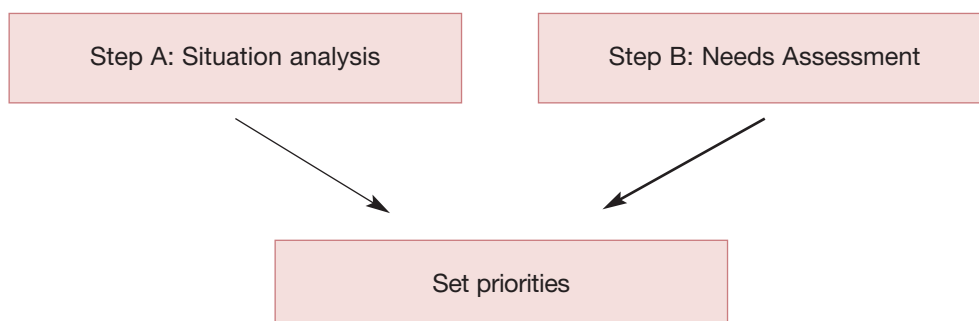 Step A: Situation analysis
Step B: Needs Assessment
Set priorities